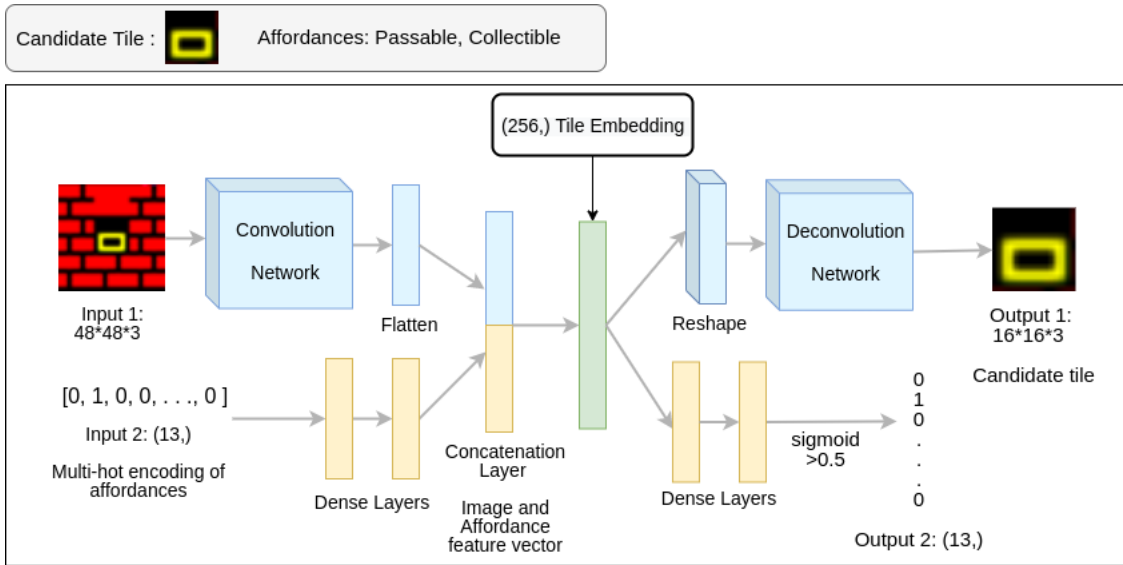 Candidate Tile :
Affordances: Passable, Collectible
(256,) Tile Embedding
Convolution
Network
Flatten
Reshape
Deconvolution
Network
Input 1:
48*48*3
Output 1:
16*16*3
Candidate tile
[0, 1, 0, 0, . . ., 0 ]
Input 2: (13,)
Multi-hot encoding of
affordances
Dense Layers
Concatenation
Layer
Image and
Affordance
feature vector
Dense Layers
sigmoid
>0.5
0
1
0
.
.
.
0
Output 2: (13,)